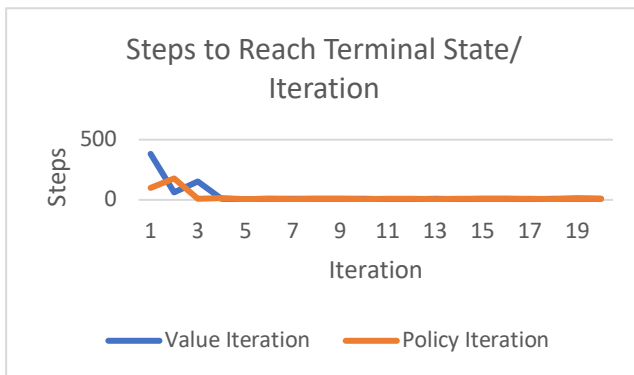 Steps to Reach Terminal State/
Iteration
500
0
Steps
1 3 5 7 9 11 13 15 17 19
Iteration
Value Iteration Policy Iteration